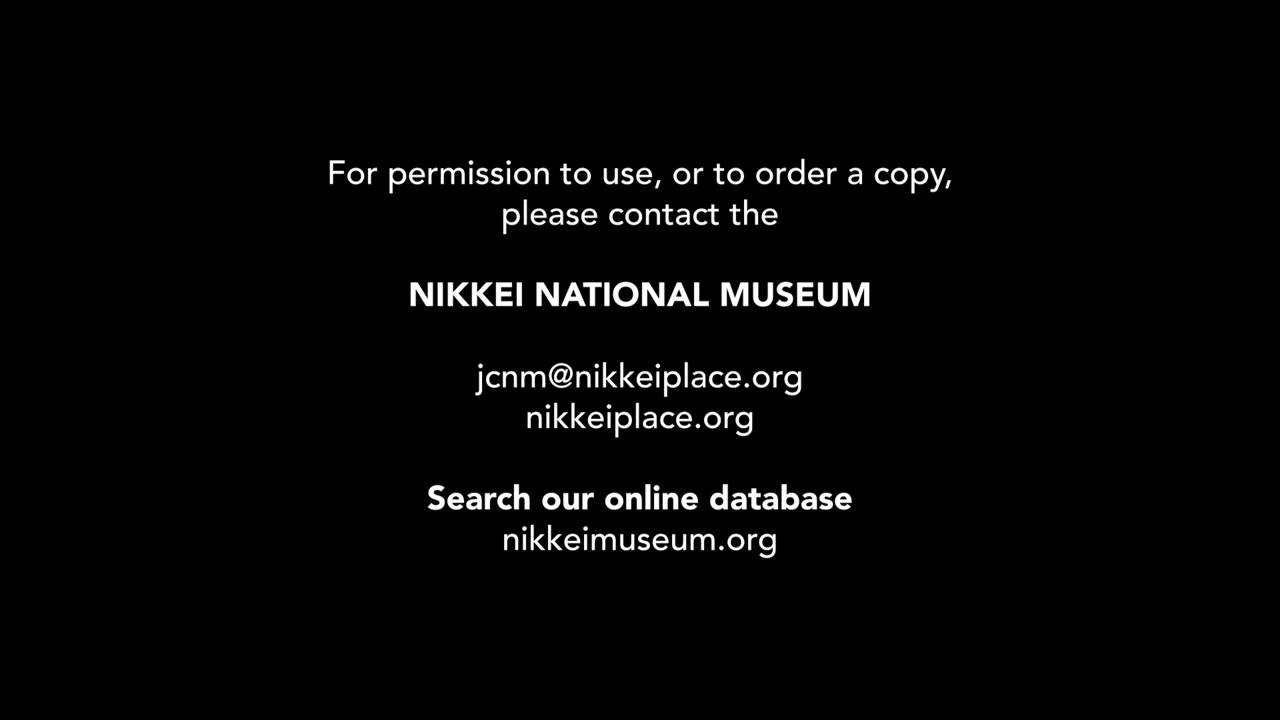 For permission to use, or to order a copy,
please contact the
NIKKEI NATIONAL MUSEUM
jcnm@nikkeiplace.org
nikkeiplace.org
Search our online database
nikkeimuseum.org